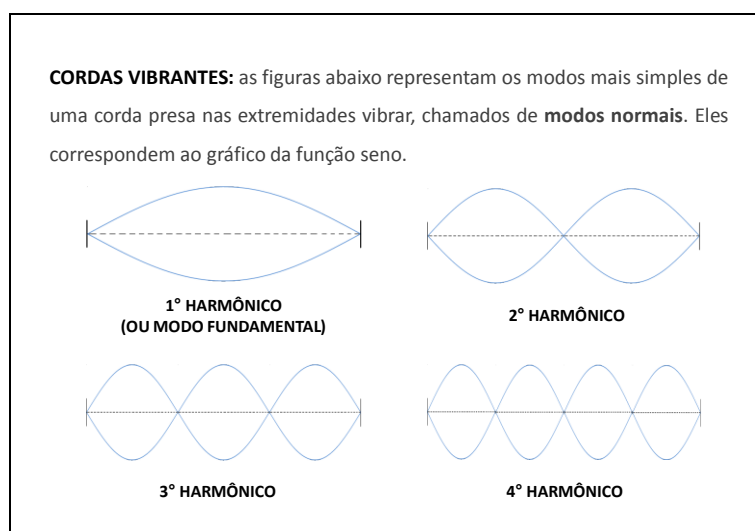 CORDAS VIBRANTES: as figuras abaixo representam os modos mais simples de
uma corda presa nas extremidades vibrar, chamados de modos normais. Eles
correspondem ao gráfico da função seno.
1° HARMÔNICO
(OU MODO FUNDAMENTAL)
2° HARMÔNICO
3° HARMÔNICO
4° HARMÔNICO